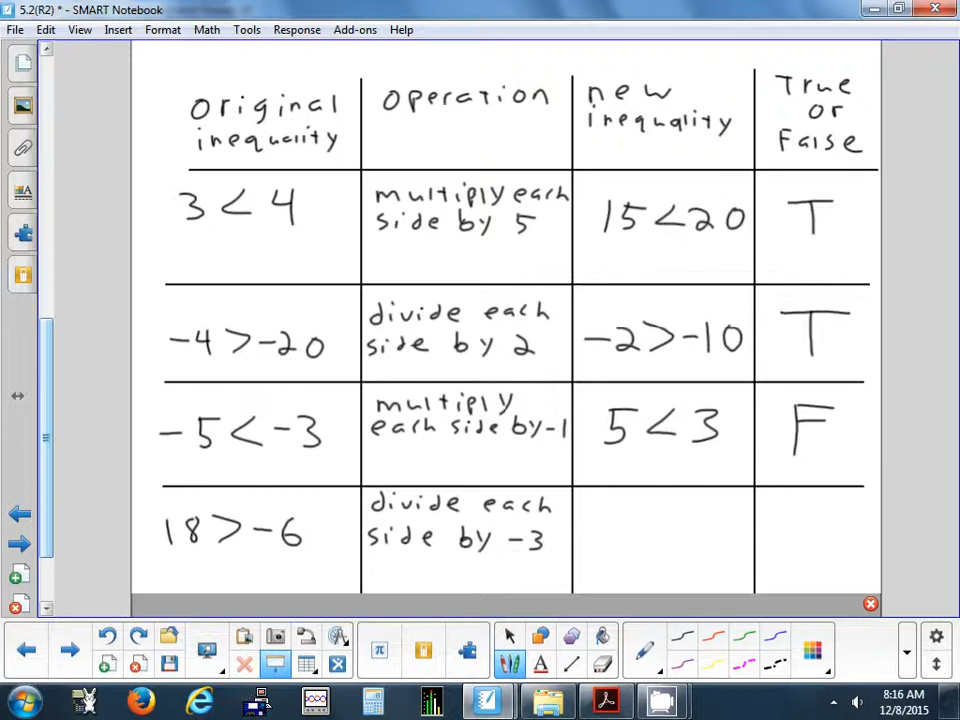 5.2(R2) * - SMART Notebook
File Edit View Insert Format Math Tools Response Add-ons Help
original inequality operation new inequality True or False
3 < 4 multiply each side by 5 15 < 20 T
-4 > -20 divide each side by 2 -2 > -10 T
-5 < -3 multiply each side by -1 5 < 3 F
18 > -6 divide each side by -3
8:16 AM
12/8/2015